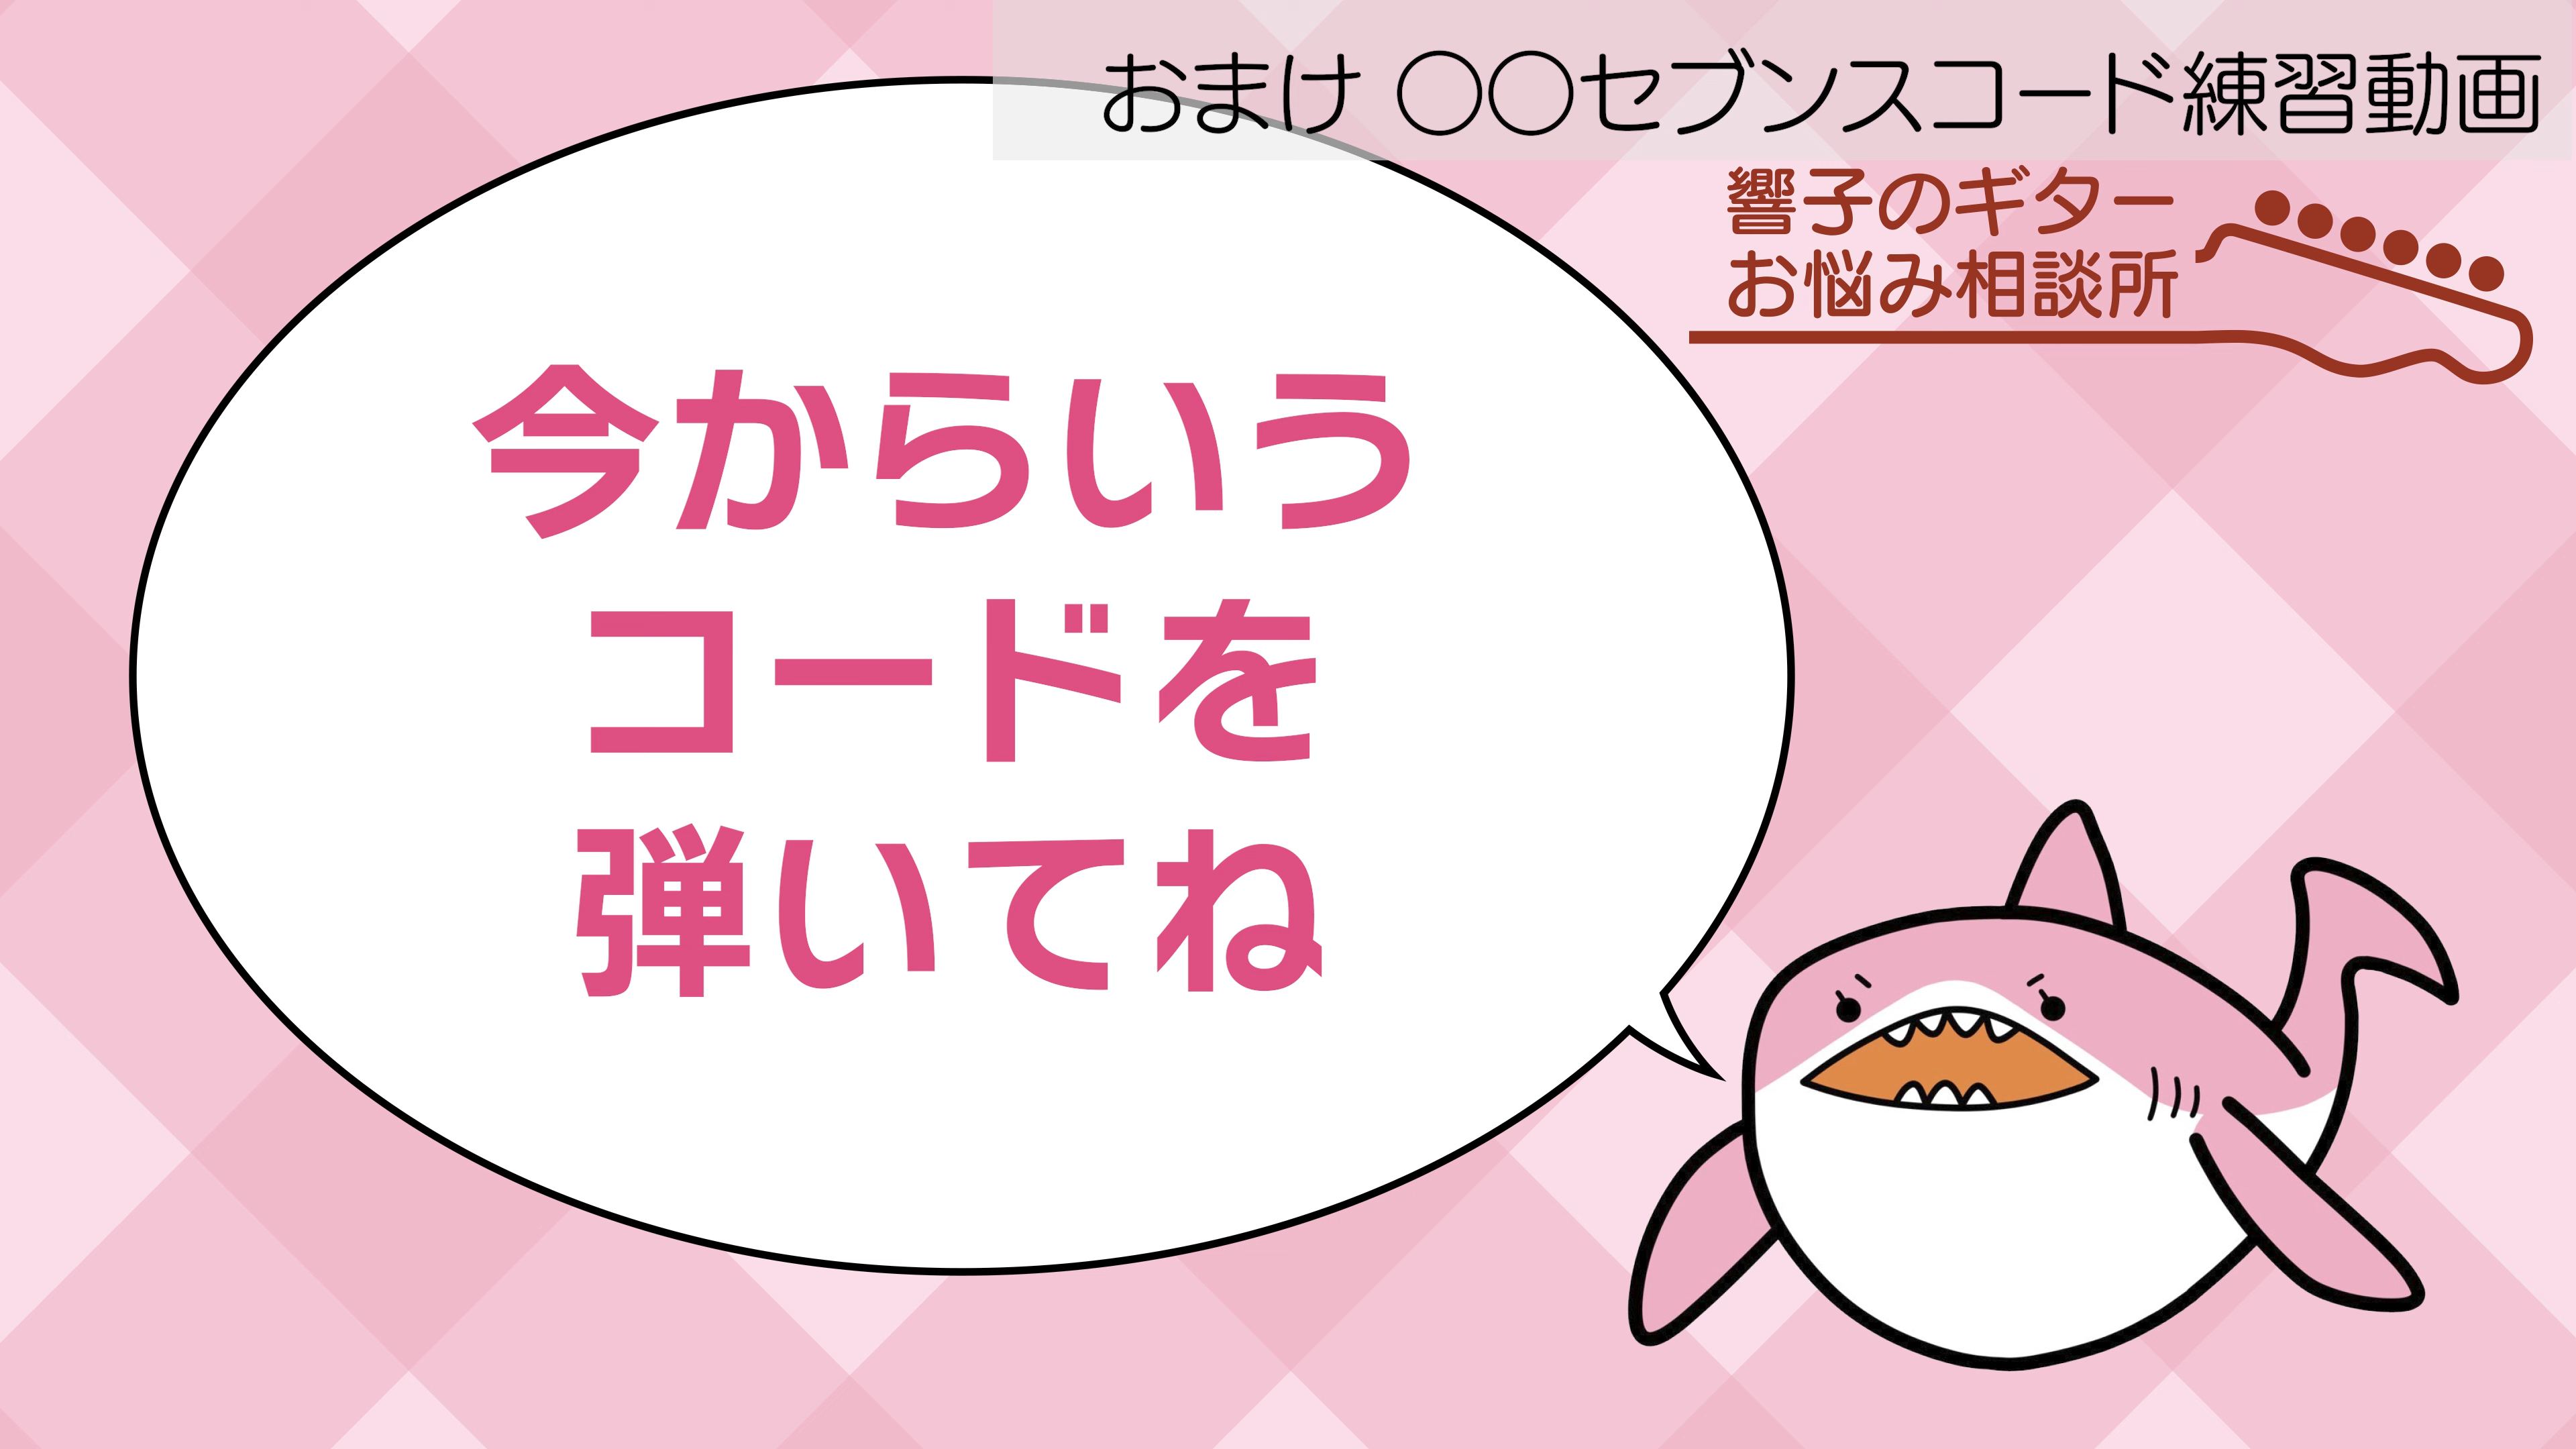 おまけ 〇〇セブンスコード練習動画
響子のギター
お悩み相談所
今からいう
コードを
弾いてね